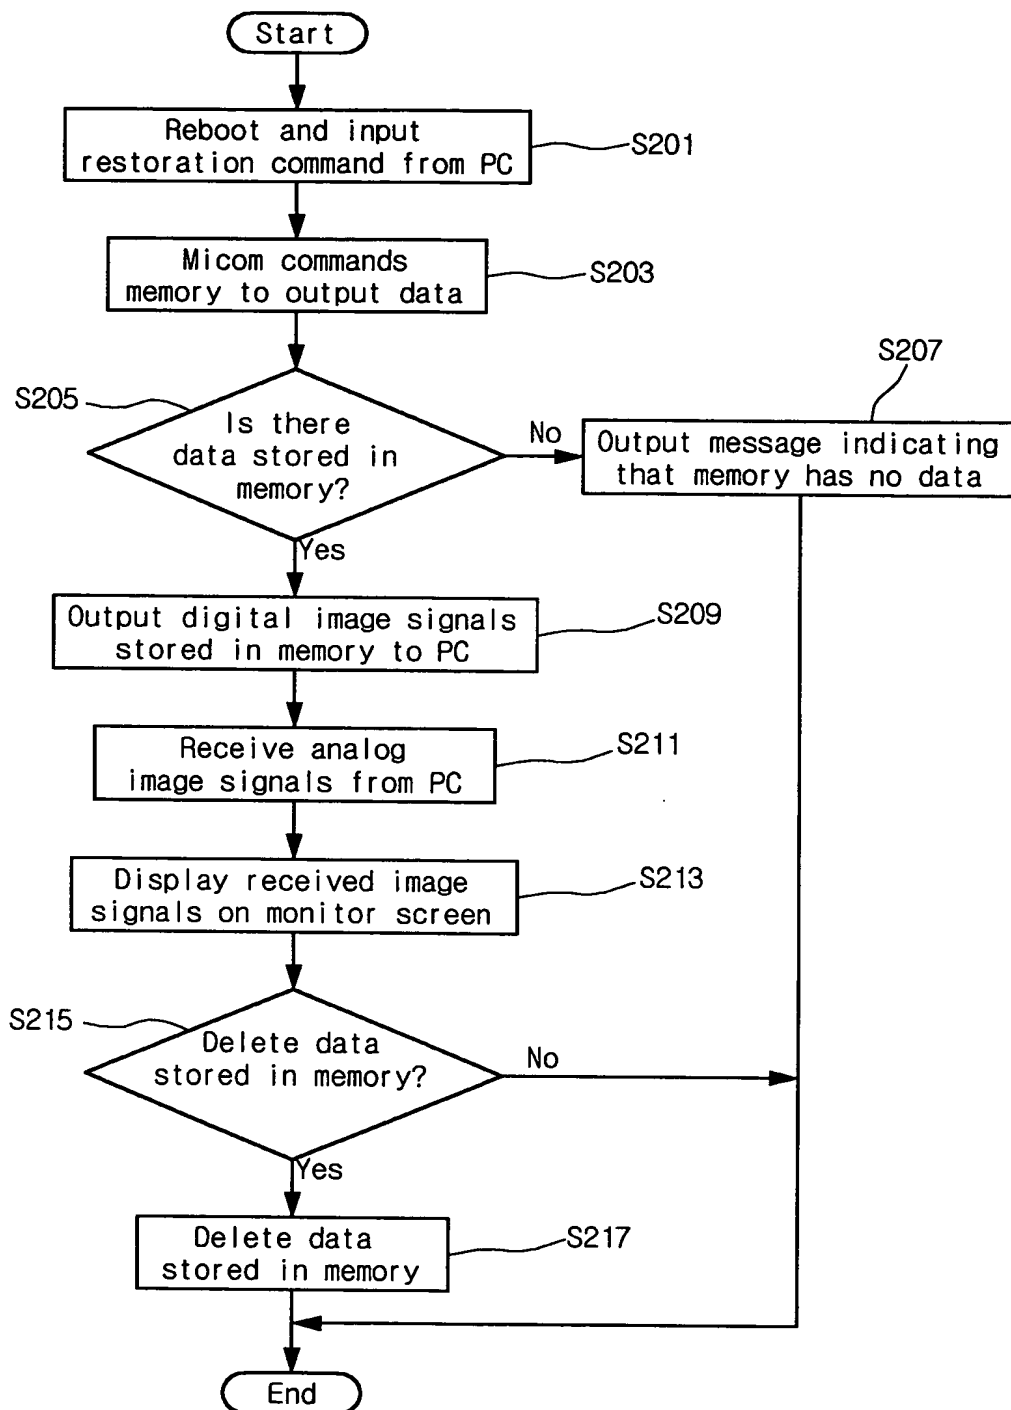 Start
Reboot and input
restoration command from PC
S201
Micom commands
memory to output data
S203
S205
Is there
data stored in
memory?
No
S207
Output message indicating
that memory has no data
Yes
Output digital image signals
stored in memory to PC
S209
Receive analog
image signals from PC
S211
Display received image
signals on monitor screen
S213
S215
Delete data
stored in memory?
No
Yes
Delete data
stored in memory
S217
End